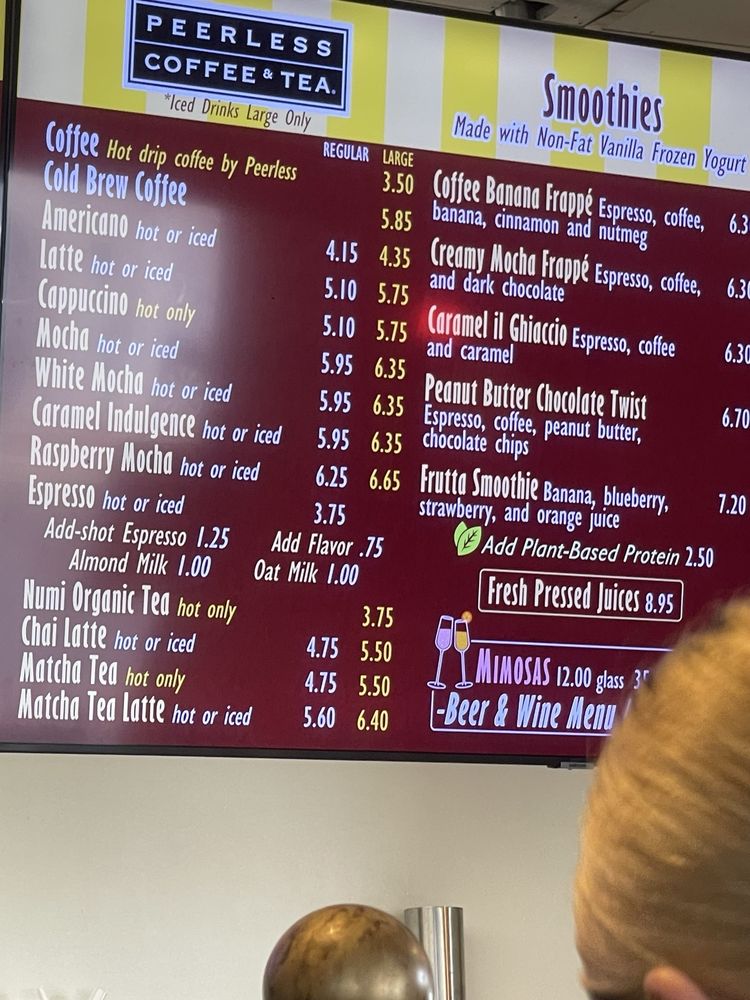 PEERLESS
COFFEE & TEA.
*Iced Drinks Large Only
REGULAR LARGE
Coffee Hot drip coffee by Peerless 3.50
Cold Brew Coffee 5.85
Americano hot or iced 4.15 4.35
Latte hot or iced 5.10 5.75
Cappuccino hot only 5.10 5.75
Mocha hot or iced 5.95 6.35
White Mocha hot or iced 5.95 6.35
Caramel Indulgence hot or iced 5.95 6.35
Raspberry Mocha hot or iced 6.25 6.65
Espresso hot or iced 3.75
Add-shot Espresso 1.25 Add Flavor .75
Almond Milk 1.00 Oat Milk 1.00
Numi Organic Tea hot only 3.75
Chai Latte hot or iced 4.75 5.50
Matcha Tea hot only 4.75 5.50
Matcha Tea Latte hot or iced 5.60 6.40
Smoothies
Made with Non-Fat Vanilla Frozen Yogurt
Coffee Banana Frappé Espresso, coffee,
banana, cinnamon and nutmeg
Creamy Mocha Frappé Espresso, coffee, 6.30
and dark chocolate
Caramel il Ghiaccio Espresso, coffee 6.30
and caramel
Peanut Butter Chocolate Twist 6.70
Espresso, coffee, peanut butter,
chocolate chips
Frutta Smoothie Banana, blueberry, 7.20
strawberry, and orange juice
Add Plant-Based Protein 2.50
Fresh Pressed Juices 8.95
Mimosas 12.00 glass
-Beer & Wine Menu